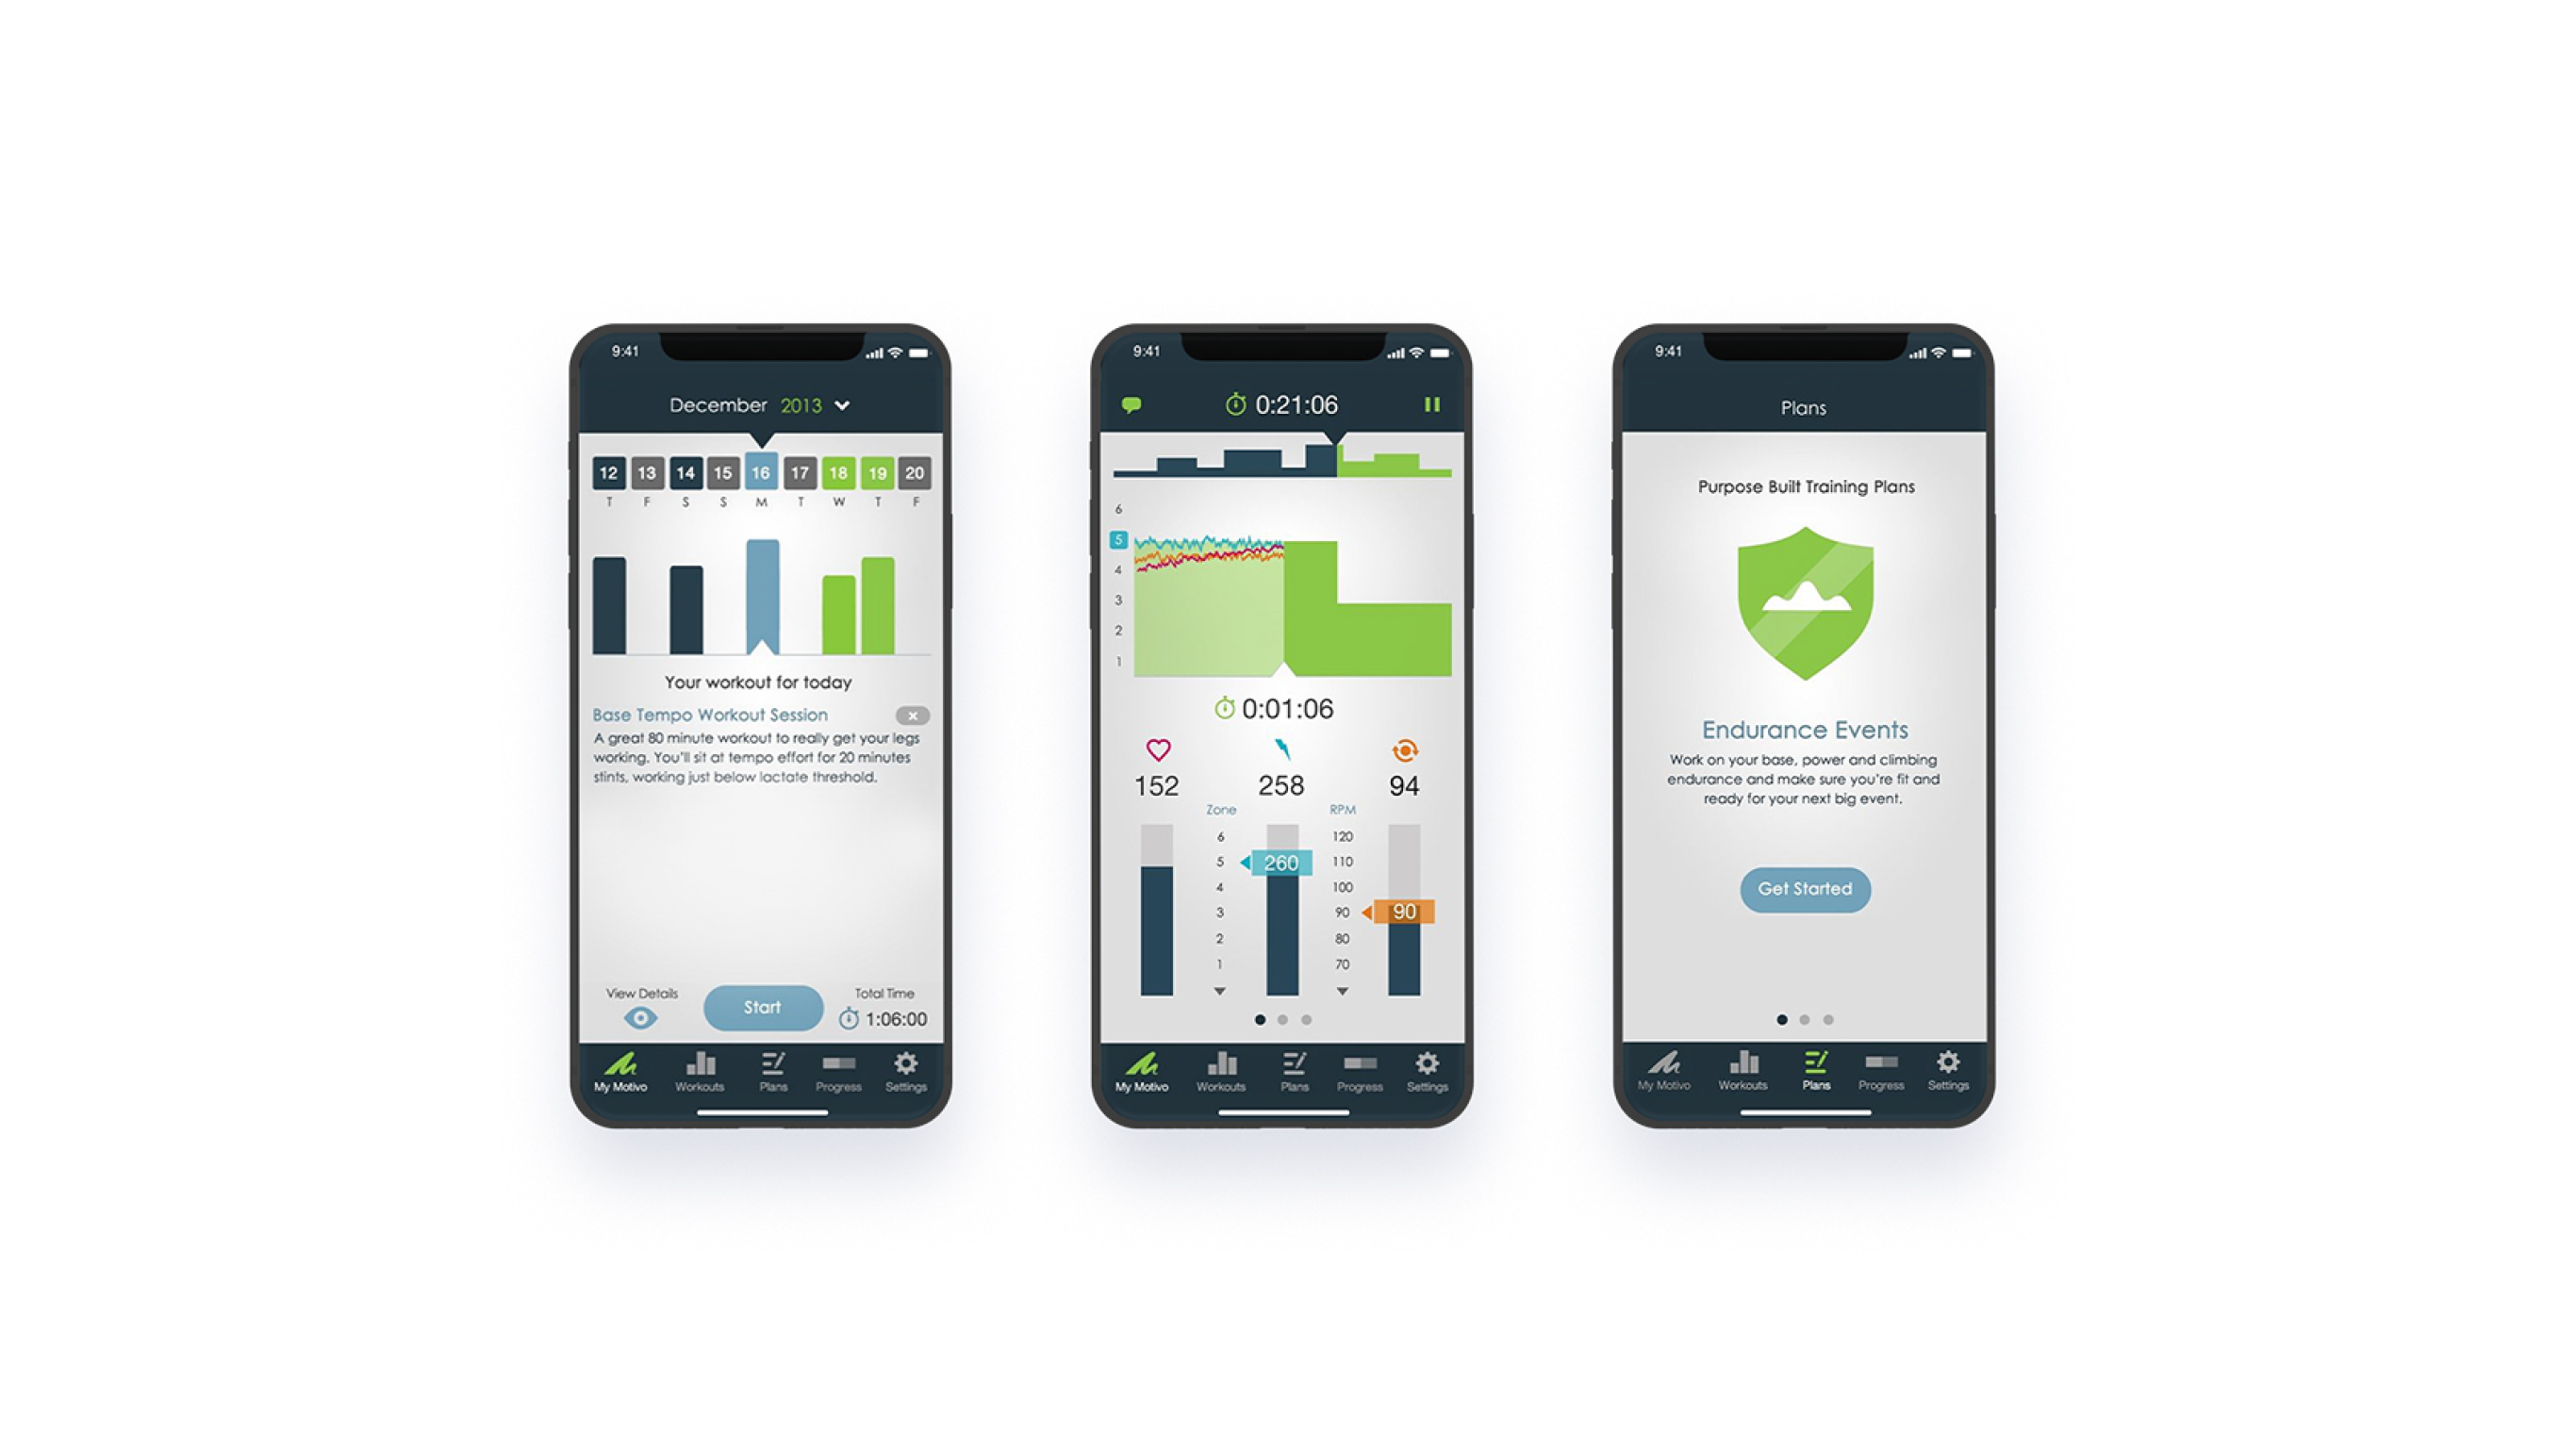 9:41
December 2013
12 13 14 15 16 17 18 19 20
T F S S M T W T F
Your workout for today
Base Tempo Workout Session
A great 80 minute workout to really get your legs
working. You'll sit at tempo effort for 20 minutes
stints, working just below lactate threshold.
View Details
Start
Total Time
1:06:00
My Motivo Workouts Plans Progress Settings
9:41
0:21:06
6
5
4
3
2
1
0:01:06
152 258 94
Zone RPM
6 120
5 260 110
4 100
3 90 90
2 80
1 70
My Motivo Workouts Plans Progress Settings
9:41
Plans
Purpose Built Training Plans
Endurance Events
Work on your base, power and climbing
endurance and make sure you're fit and
ready for your next big event.
Get Started
My Motivo Workouts Plans Progress Settings